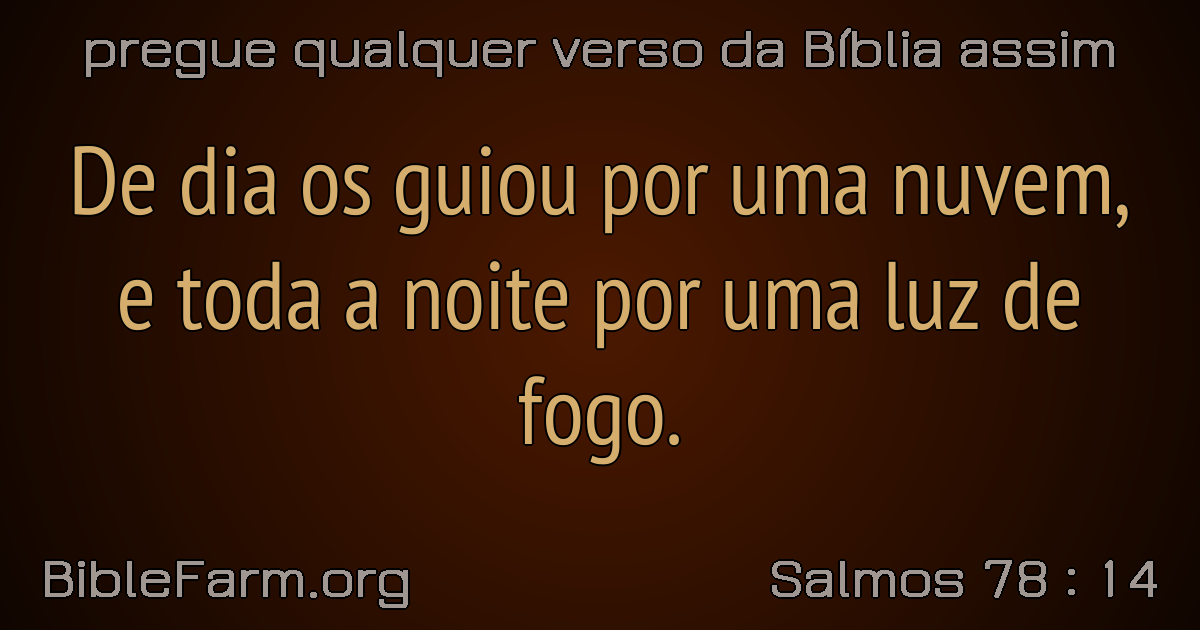 pregue qualquer verso da Bíblia assim
De dia os guiou por uma nuvem,
e toda a noite por uma luz de
fogo.
BibleFarm.org
Salmos 78 : 14